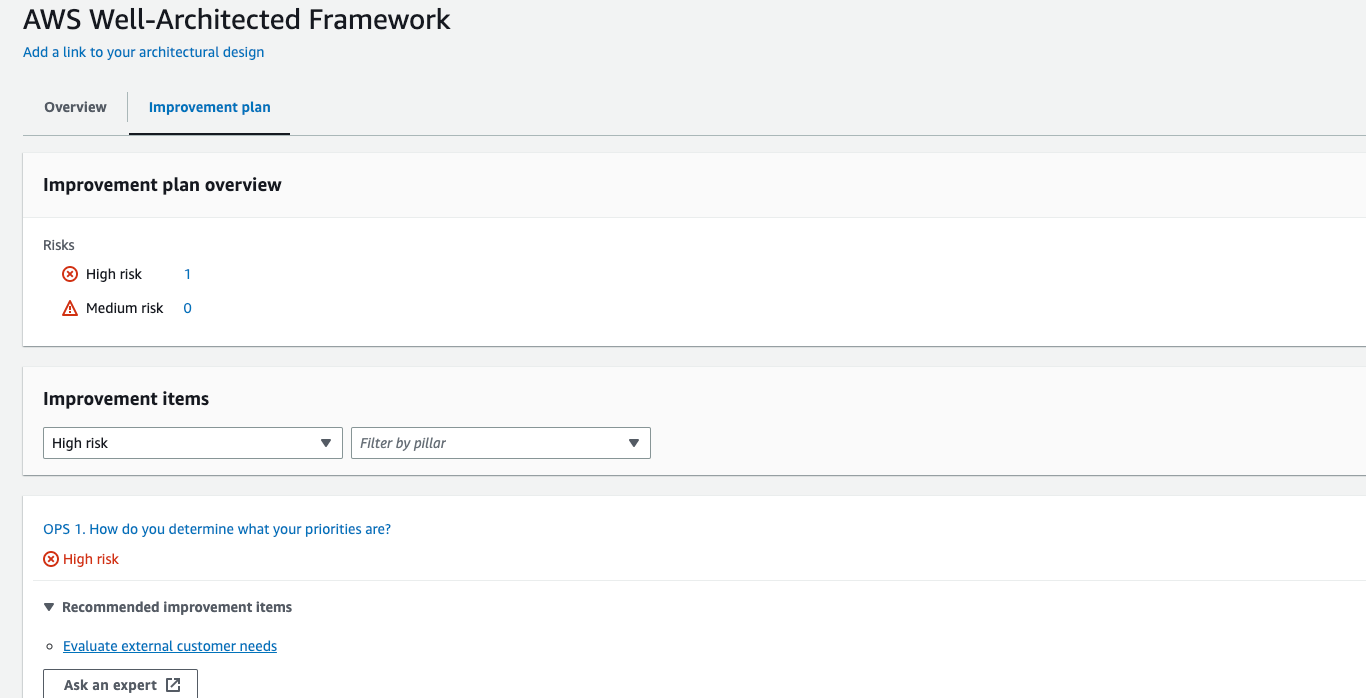 AWS Well-Architected Framework
Add a link to your architectural design
Overview
Improvement plan
Improvement plan overview
Risks
High risk 1
Medium risk 0
Improvement items
High risk
Filter by pillar
OPS 1. How do you determine what your priorities are?
High risk
Recommended improvement items
Evaluate external customer needs
Ask an expert